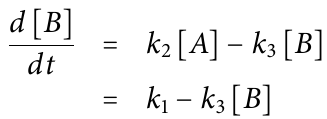 d[B]/dt = k₂[A] − k₃[B]
= k₁ − k₃[B]